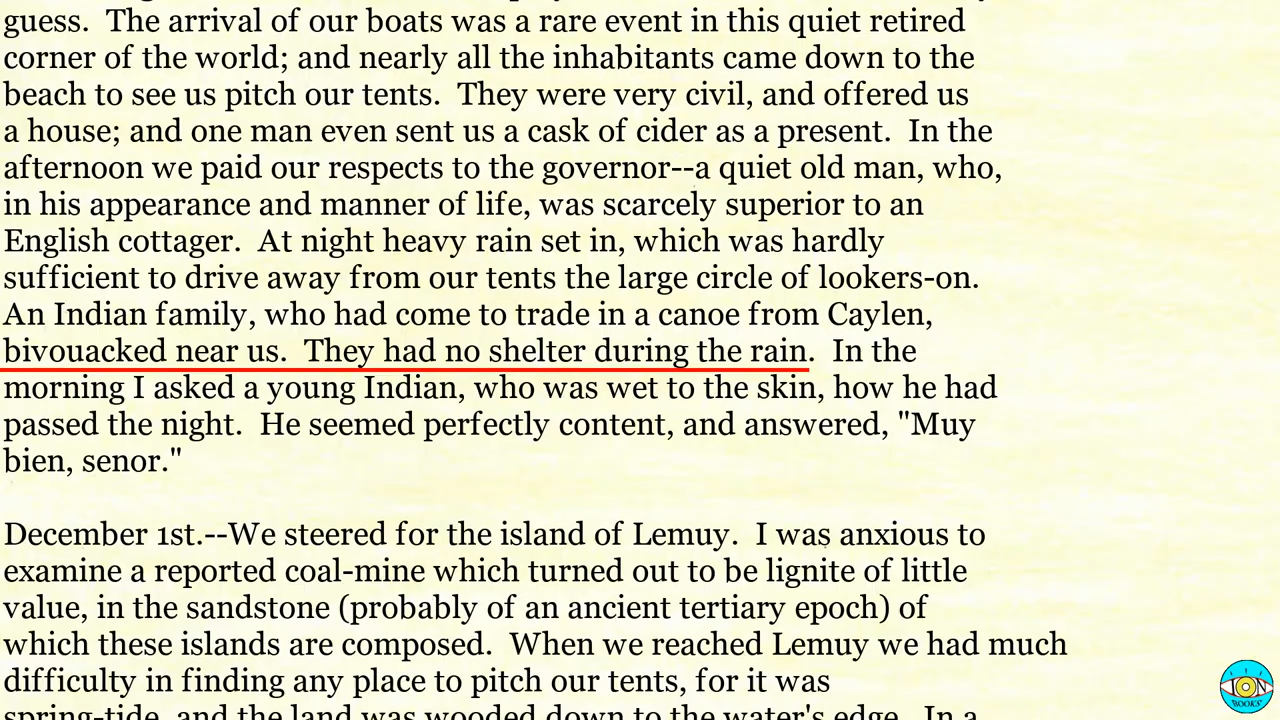 guess.  The arrival of our boats was a rare event in this quiet retired
corner of the world; and nearly all the inhabitants came down to the
beach to see us pitch our tents.  They were very civil, and offered us
a house; and one man even sent us a cask of cider as a present.  In the
afternoon we paid our respects to the governor--a quiet old man, who,
in his appearance and manner of life, was scarcely superior to an
English cottager.  At night heavy rain set in, which was hardly
sufficient to drive away from our tents the large circle of lookers-on.
An Indian family, who had come to trade in a canoe from Caylen,
bivouacked near us.  They had no shelter during the rain.  In the
morning I asked a young Indian, who was wet to the skin, how he had
passed the night.  He seemed perfectly content, and answered, "Muy
bien, senor."
December 1st.--We steered for the island of Lemuy.  I was anxious to
examine a reported coal-mine which turned out to be lignite of little
value, in the sandstone (probably of an ancient tertiary epoch) of
which these islands are composed.  When we reached Lemuy we had much
difficulty in finding any place to pitch our tents, for it was
spring-tide, and the land was wooded down to the water's edge.  In a
ION
BOOKS